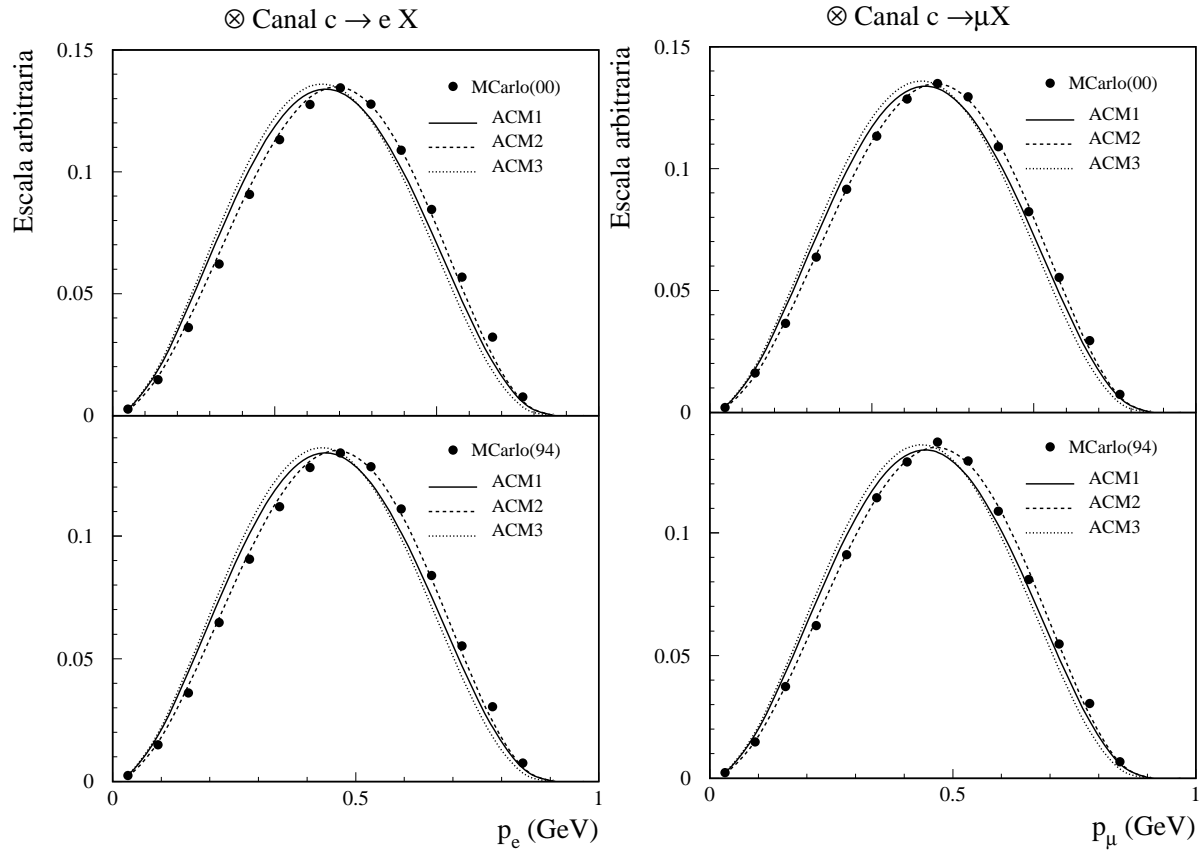 ⊗ Canal c → e X
⊗ Canal c →μX
Escala arbitraria
0.15
0.1
0.05
0
MCarlo(00)
ACM1
ACM2
ACM3
Escala arbitraria
0.15
0.1
0.05
0
MCarlo(00)
ACM1
ACM2
ACM3
0.1
0.05
0
MCarlo(94)
ACM1
ACM2
ACM3
0 0.5 1
p_e (GeV)
0.1
0.05
0
MCarlo(94)
ACM1
ACM2
ACM3
0 0.5 1
p_μ (GeV)